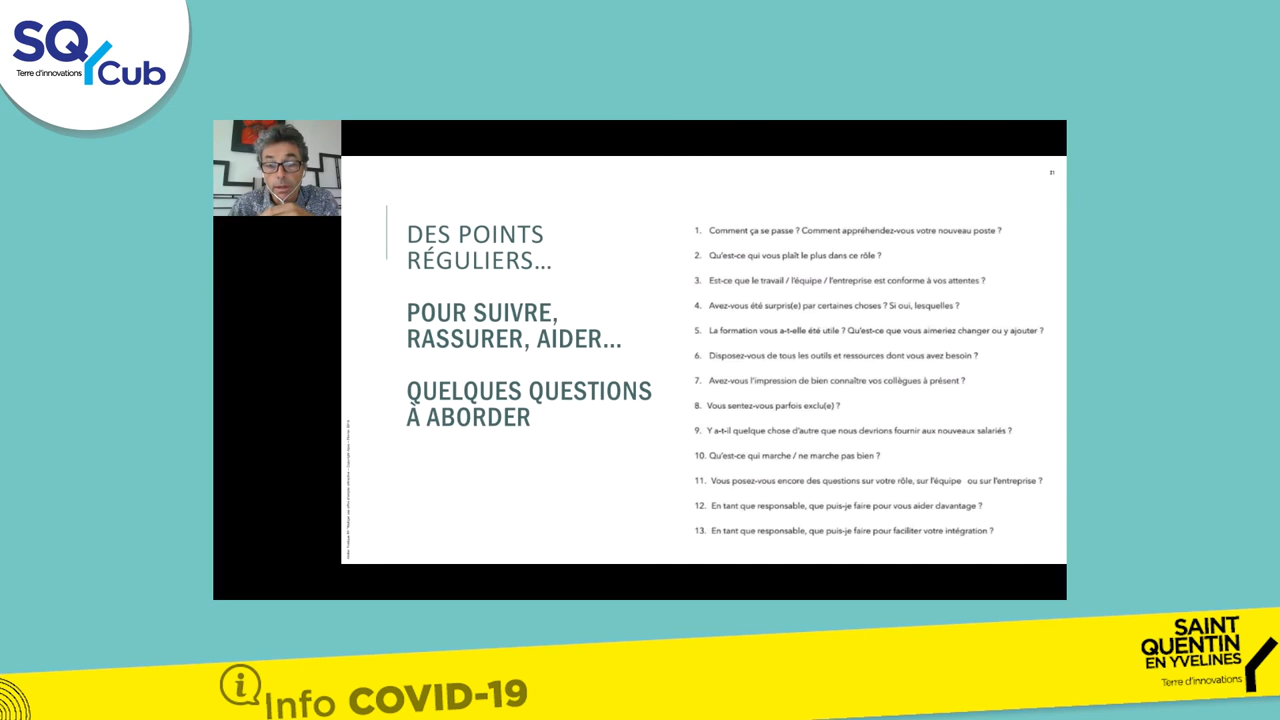 SQY Cub
Terre d'innovations
21
DES POINTS
RÉGULIERS...
POUR SUIVRE,
RASSURER, AIDER...
QUELQUES QUESTIONS
À ABORDER
1. Comment ça se passe ? Comment appréhendez-vous votre nouveau poste ?
2. Qu'est-ce qui vous plaît le plus dans ce rôle ?
3. Est-ce que le travail / l'équipe / l'entreprise est conforme à vos attentes ?
4. Avez-vous été surpris(e) par certaines choses ? Si oui, lesquelles ?
5. La formation vous a-t-elle été utile ? Qu'est-ce que vous aimeriez changer ou y ajouter ?
6. Disposez-vous de tous les outils et ressources dont vous avez besoin ?
7. Avez-vous l'impression de bien connaître vos collègues à présent ?
8. Vous sentez-vous parfois exclu(e) ?
9. Y a-t-il quelque chose d'autre que nous devrions fournir aux nouveaux salariés ?
10. Qu'est-ce qui marche / ne marche pas bien ?
11. Vous posez-vous encore des questions sur votre rôle, sur l'équipe ou sur l'entreprise ?
12. En tant que responsable, que puis-je faire pour vous aider davantage ?
13. En tant que responsable, que puis-je faire pour faciliter votre intégration ?
i Info COVID-19
SAINT
QUENTIN
EN YVELINES
Terre d'innovations